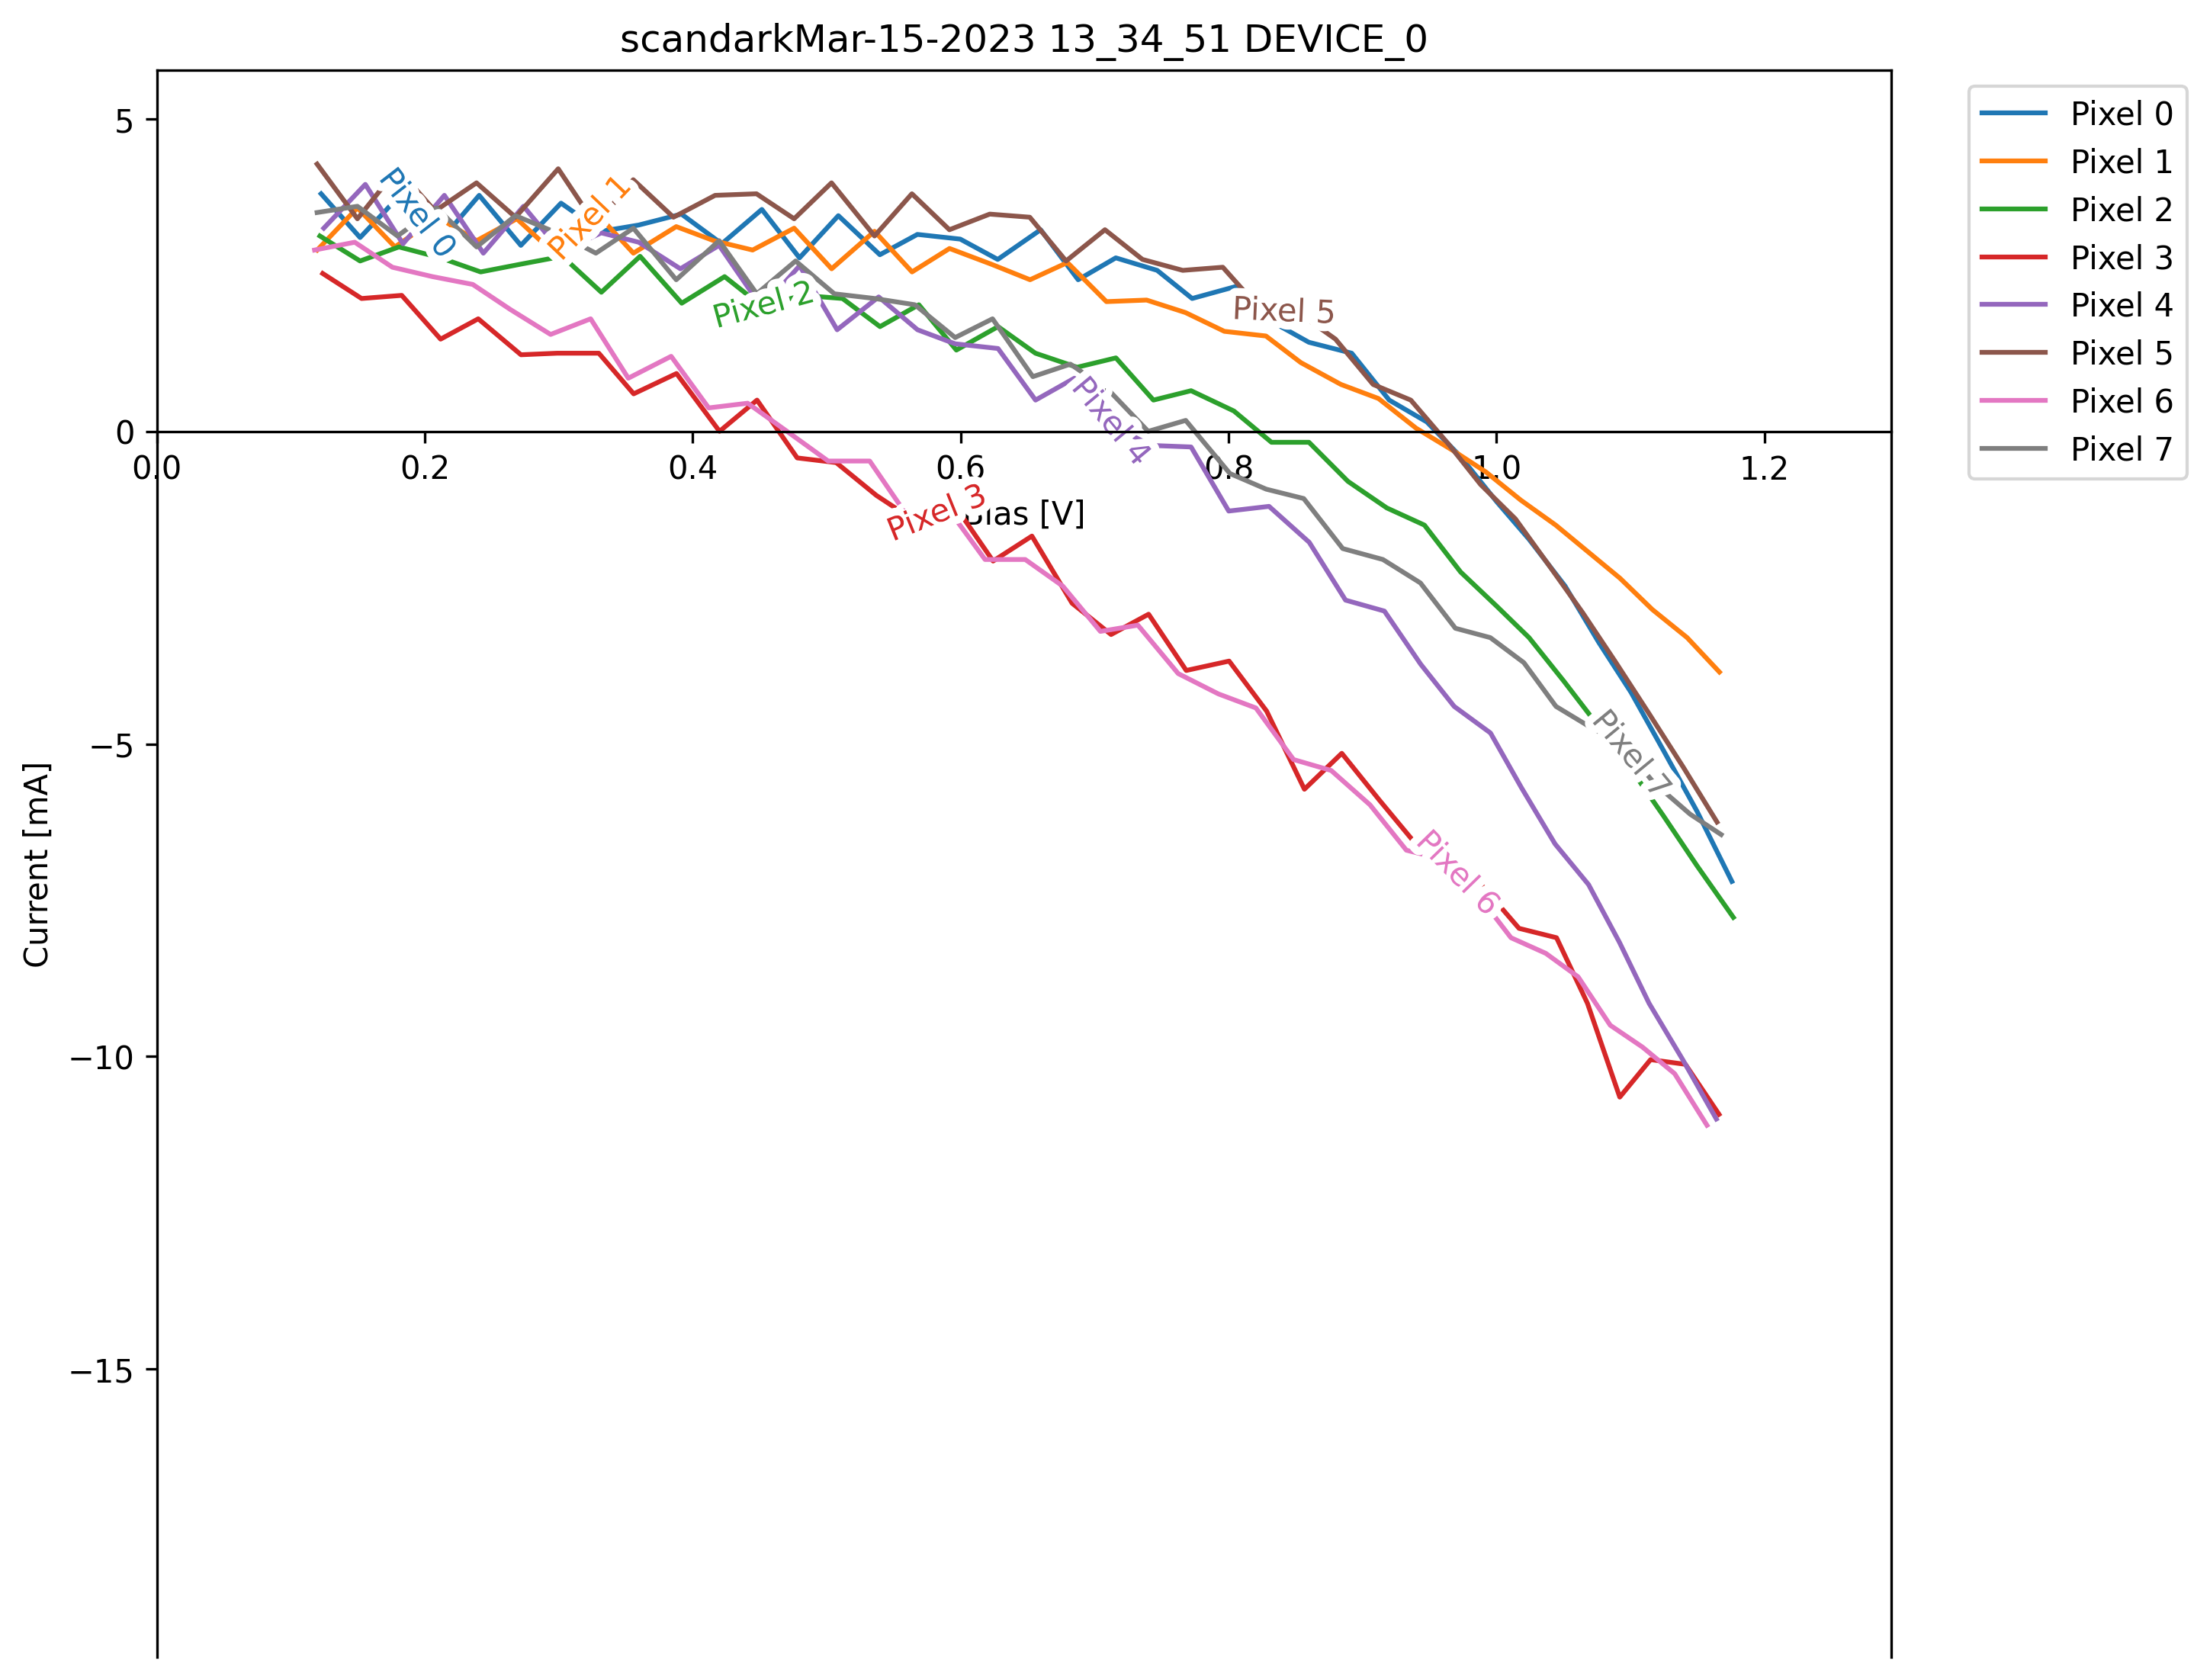 scandarkMar-15-2023 13_34_51 DEVICE_0
5
0
−5
−10
−15
0.0
0.2
0.4
0.6
0.8
1.0
1.2
[V]
Current [mA]
Pixel 0
Pixel 1
Pixel 2
Pixel 3
Pixel 4
Pixel 5
Pixel 6
Pixel 7
Pixel 0
Pixel 1
Pixel 2
Pixel 3
Pixel 4
Pixel 5
Pixel 6
Pixel 7